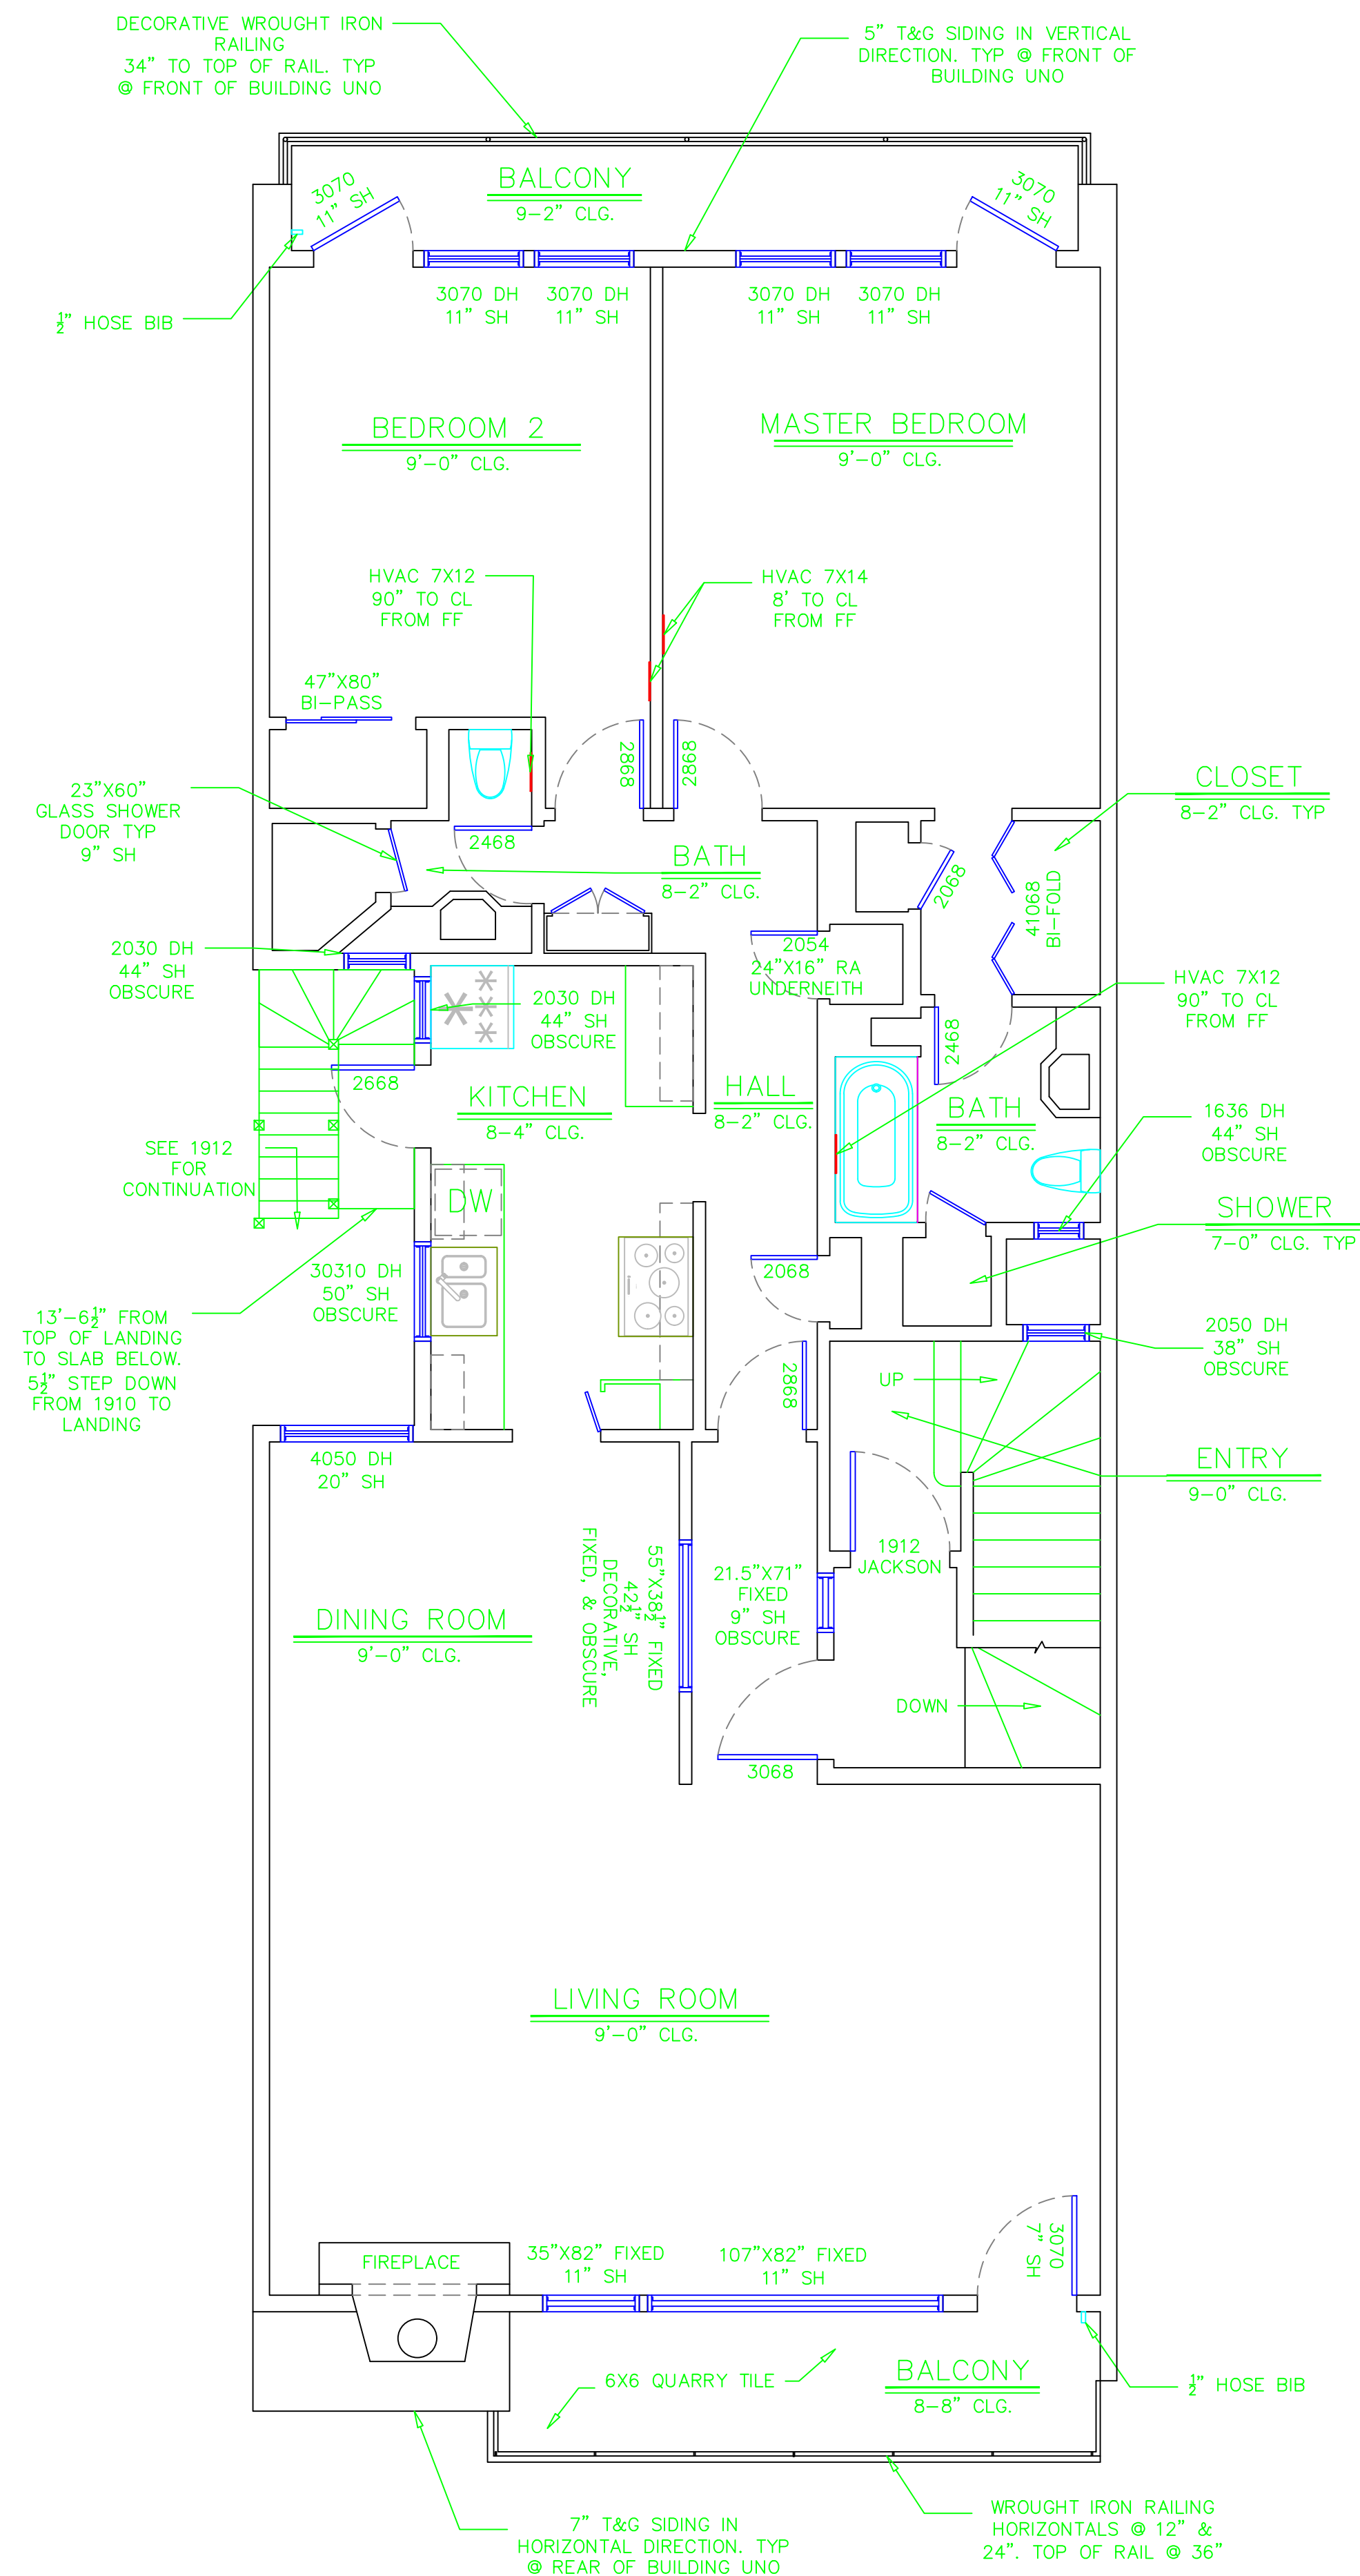 DECORATIVE WROUGHT IRON
RAILING
34" TO TOP OF RAIL. TYP
@ FRONT OF BUILDING UNO
5" T&G SIDING IN VERTICAL
DIRECTION. TYP @ FRONT OF
BUILDING UNO
BALCONY
9-2" CLG.
3070
11" SH
3070
11" SH
½" HOSE BIB
3070 DH
11" SH
3070 DH
11" SH
3070 DH
11" SH
3070 DH
11" SH
BEDROOM 2
9'-0" CLG.
MASTER BEDROOM
9'-0" CLG.
HVAC 7X12
90" TO CL
FROM FF
HVAC 7X14
8' TO CL
FROM FF
47"X80"
BI-PASS
2868
2868
23"X60"
GLASS SHOWER
DOOR TYP
9" SH
CLOSET
8-2" CLG. TYP
2468
BATH
8-2" CLG.
2068
41068
BI-FOLD
2030 DH
44" SH
OBSCURE
2054
24"X16" RA
UNDERNEITH
HVAC 7X12
90" TO CL
FROM FF
2030 DH
44" SH
OBSCURE
2468
2668
KITCHEN
8-4" CLG.
HALL
8-2" CLG.
BATH
8-2" CLG.
1636 DH
44" SH
OBSCURE
SEE 1912
FOR
CONTINUATION
DW
SHOWER
7-0" CLG. TYP
30310 DH
50" SH
OBSCURE
2068
13'-6½" FROM
TOP OF LANDING
TO SLAB BELOW.
5½" STEP DOWN
FROM 1910 TO
LANDING
2050 DH
38" SH
OBSCURE
2868
UP
4050 DH
20" SH
ENTRY
9-0" CLG.
1912
JACKSON
55"X38½" FIXED
42½" SH
DECORATIVE,
FIXED, & OBSCURE
21.5"X71"
FIXED
9" SH
OBSCURE
DINING ROOM
9'-0" CLG.
DOWN
3068
LIVING ROOM
9'-0" CLG.
3070
7" SH
FIREPLACE
35"X82" FIXED
11" SH
107"X82" FIXED
11" SH
6X6 QUARRY TILE
BALCONY
8-8" CLG.
½" HOSE BIB
7" T&G SIDING IN
HORIZONTAL DIRECTION. TYP
@ REAR OF BUILDING UNO
WROUGHT IRON RAILING
HORIZONTALS @ 12" &
24". TOP OF RAIL @ 36"